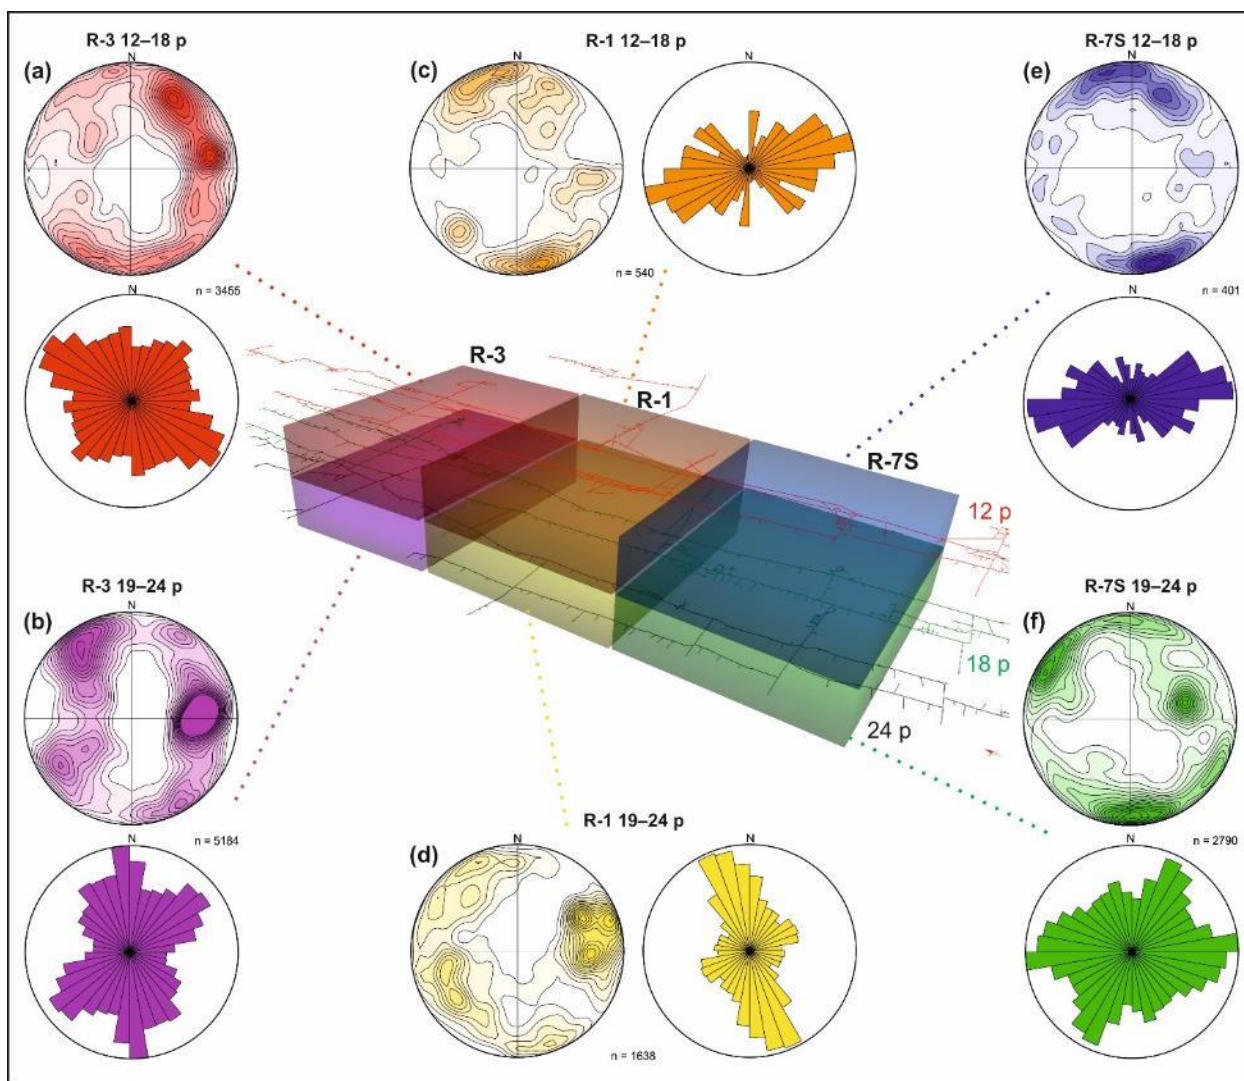 R-3 12–18 p
R-1 12–18 p
R-7S 12–18 p
(a)
N
(c)
N
N
(e)
N
n = 3455
n = 540
n = 401
N
N
R-3
R-1
R-7S
12 p
R-3 19–24 p
R-7S 19–24 p
(b)
N
18 p
(f)
N
24 p
R-1 19–24 p
n = 5184
n = 2790
N
(d)
N
N
N
n = 1638